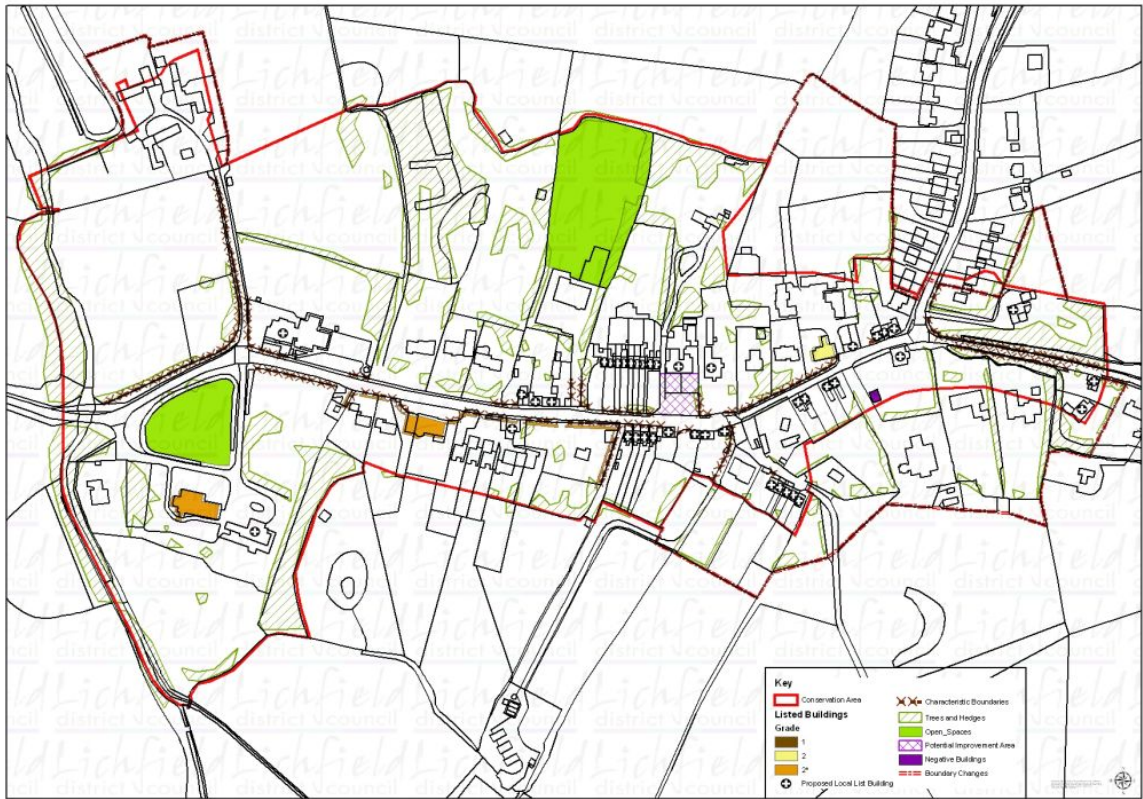 Lichfield
district council
Key
Conservation Area
Listed Buildings
Grade
1
2
2*
Proposed Local List Building
Characteristic Boundaries
Trees and Hedges
Open_Spaces
Potential Improvement Area
Negative Buildings
Boundary Changes